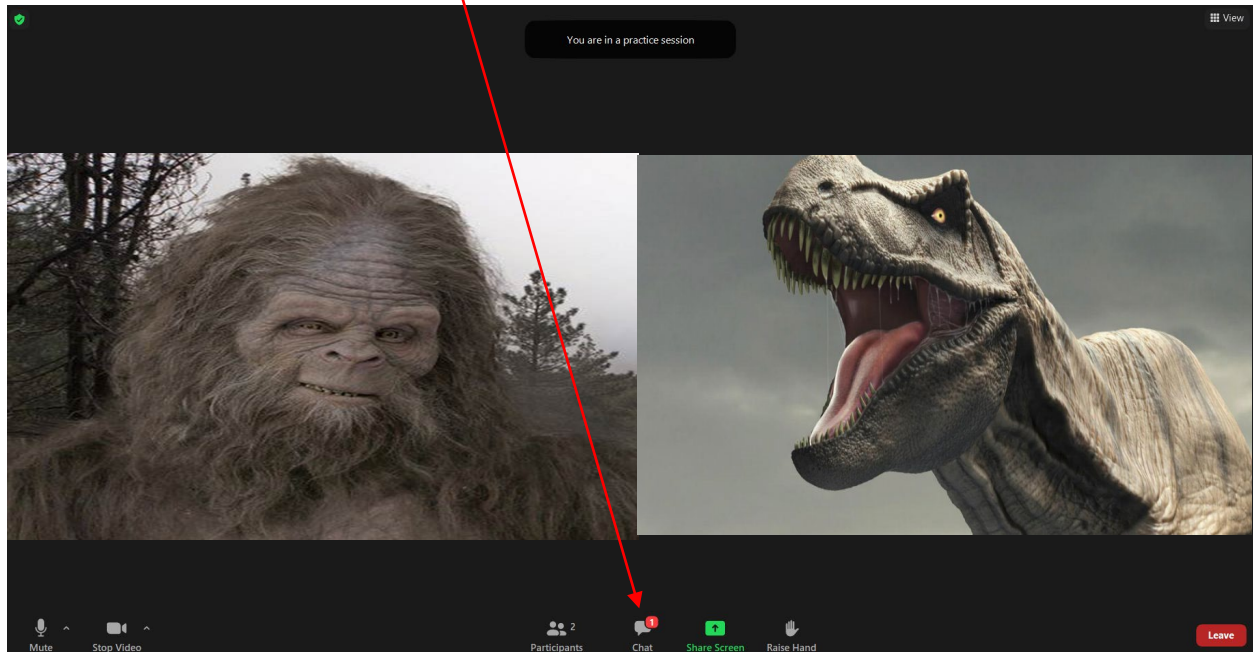 View
You are in a practice session
2
1
Mute
Stop Video
Participants
Chat
Share Screen
Raise Hand
Leave